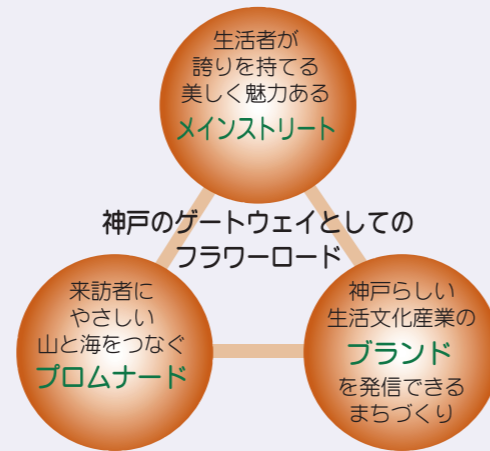 生活者が
誇りを持てる
美しく魅力ある
メインストリート
神戸のゲートウェイとしての
フラワーロード
来訪者に
やさしい
山と海をつなぐ
プロムナード
神戸らしい
生活文化産業の
ブランド
を発信できる
まちづくり